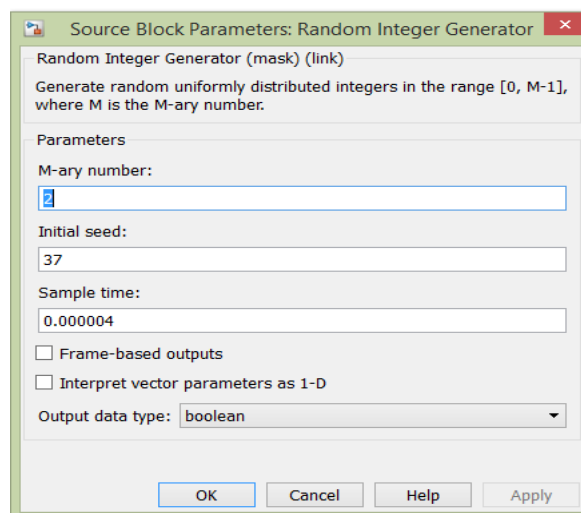 Source Block Parameters: Random Integer Generator
Random Integer Generator (mask) (link)
Generate random uniformly distributed integers in the range [0, M-1],
where M is the M-ary number.
Parameters
M-ary number:
2
Initial seed:
37
Sample time:
0.000004
Frame-based outputs
Interpret vector parameters as 1-D
Output data type: boolean
OK Cancel Help Apply